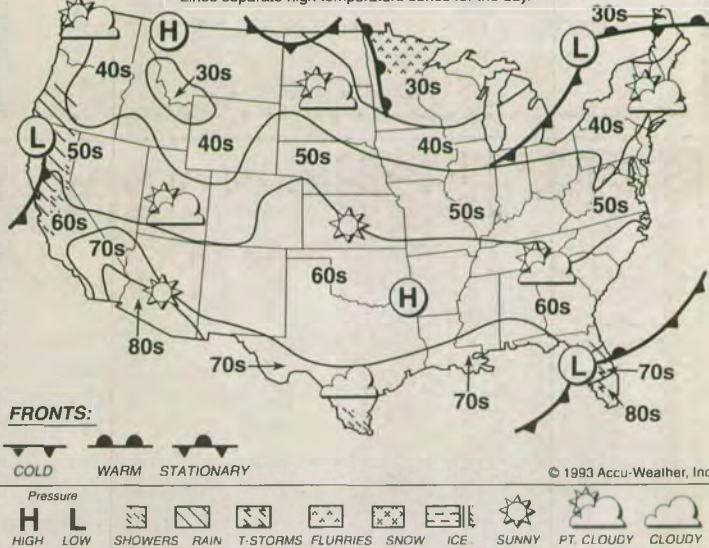 Lines separate high temperature zones for the day.
30s
H
L
40s
30s
30s
40s
L
50s
40s
50s
40s
60s
50s
50s
70s
60s
H
60s
80s
70s
70s
L
70s
80s
FRONTS:
COLD WARM STATIONARY
© 1993 Accu-Weather, Inc
Pressure
H L
HIGH LOW SHOWERS RAIN T-STORMS FLURRIES SNOW ICE SUNNY PT. CLOUDY CLOUDY